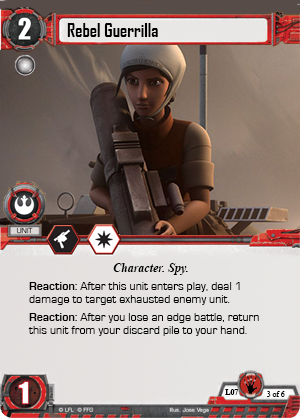 2
Rebel Guerrilla
UNIT
Character. Spy.
Reaction: After this unit enters play, deal 1
damage to target exhausted enemy unit.
Reaction: After you lose an edge battle, return
this unit from your discard pile to your hand.
1
L07
3 of 6
© LFL © FFG
Illus. Jose Vega